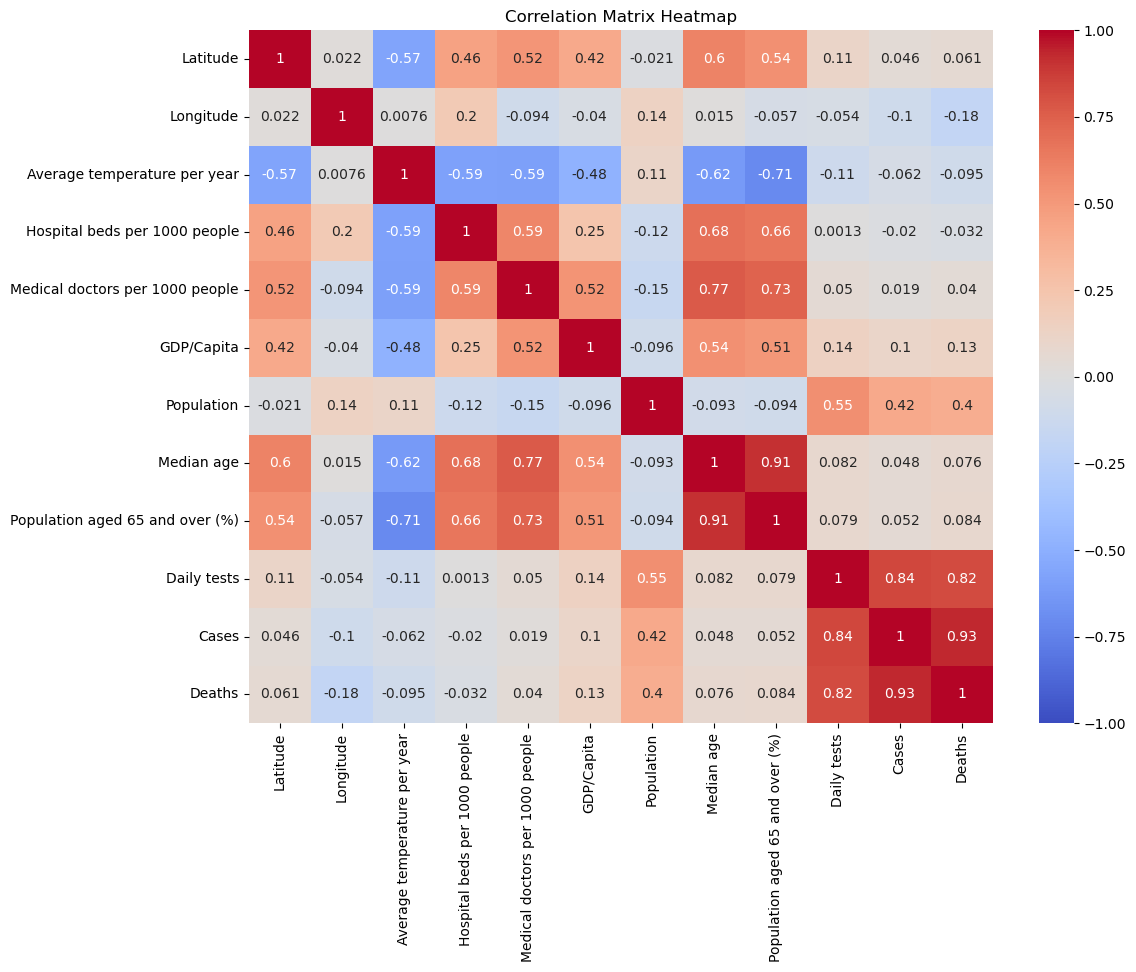 Correlation Matrix Heatmap
Latitude 1 0.022 -0.57 0.46 0.52 0.42 -0.021 0.6 0.54 0.11 0.046 0.061
Longitude 0.022 1 0.0076 0.2 -0.094 -0.04 0.14 0.015 -0.057 -0.054 -0.1 -0.18
Average temperature per year -0.57 0.0076 1 -0.59 -0.59 -0.48 0.11 -0.62 -0.71 -0.11 -0.062 -0.095
Hospital beds per 1000 people 0.46 0.2 -0.59 1 0.59 0.25 -0.12 0.68 0.66 0.0013 -0.02 -0.032
Medical doctors per 1000 people 0.52 -0.094 -0.59 0.59 1 0.52 -0.15 0.77 0.73 0.05 0.019 0.04
GDP/Capita 0.42 -0.04 -0.48 0.25 0.52 1 -0.096 0.54 0.51 0.14 0.1 0.13
Population -0.021 0.14 0.11 -0.12 -0.15 -0.096 1 -0.093 -0.094 0.55 0.42 0.4
Median age 0.6 0.015 -0.62 0.68 0.77 0.54 -0.093 1 0.91 0.082 0.048 0.076
Population aged 65 and over (%) 0.54 -0.057 -0.71 0.66 0.73 0.51 -0.094 0.91 1 0.079 0.052 0.084
Daily tests 0.11 -0.054 -0.11 0.0013 0.05 0.14 0.55 0.082 0.079 1 0.84 0.82
Cases 0.046 -0.1 -0.062 -0.02 0.019 0.1 0.42 0.048 0.052 0.84 1 0.93
Deaths 0.061 -0.18 -0.095 -0.032 0.04 0.13 0.4 0.076 0.084 0.82 0.93 1
Latitude
Longitude
Average temperature per year
Hospital beds per 1000 people
Medical doctors per 1000 people
GDP/Capita
Population
Median age
Population aged 65 and over (%)
Daily tests
Cases
Deaths
1.00
0.75
0.50
0.25
0.00
−0.25
−0.50
−0.75
−1.00